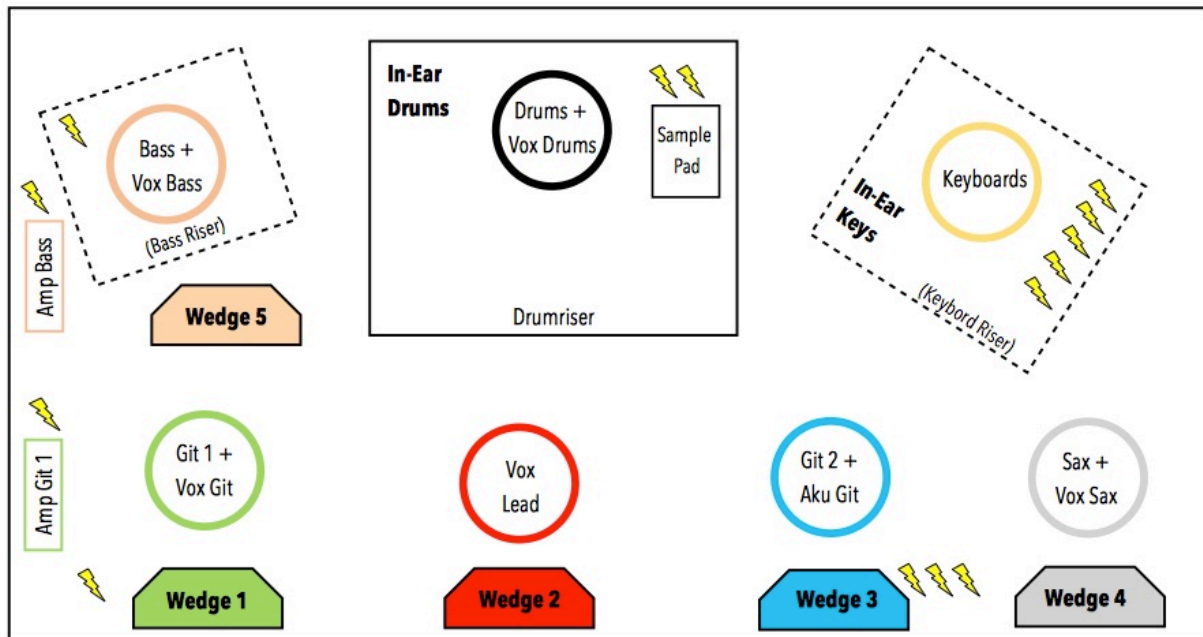 In-Ear
Drums
Drums +
Vox Drums
Sample
Pad
Bass +
Vox Bass
(Bass Riser)
Amp Bass
Wedge 5
Drumriser
Keyboards
In-Ear
Keys
(Keybord Riser)
Amp Git 1
Git 1 +
Vox Git
Vox
Lead
Git 2 +
Aku Git
Sax +
Vox Sax
Wedge 1
Wedge 2
Wedge 3
Wedge 4